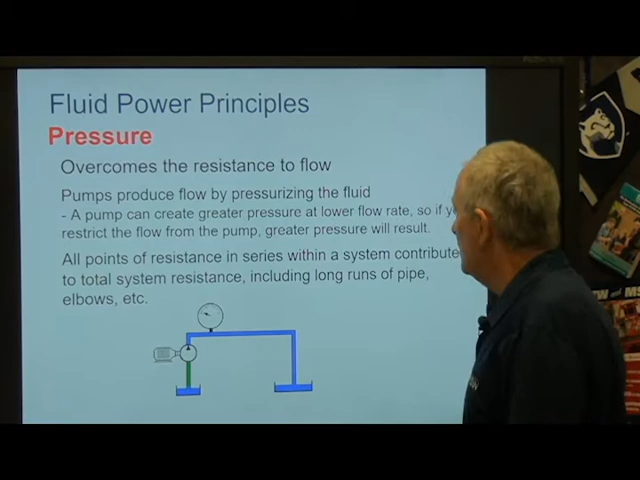 Fluid Power Principles
Pressure
Overcomes the resistance to flow
Pumps produce flow by pressurizing the fluid
- A pump can create greater pressure at lower flow rate, so if
restrict the flow from the pump, greater pressure will result.
All points of resistance in series within a system contribute
to total system resistance, including long runs of pipe,
elbows, etc.